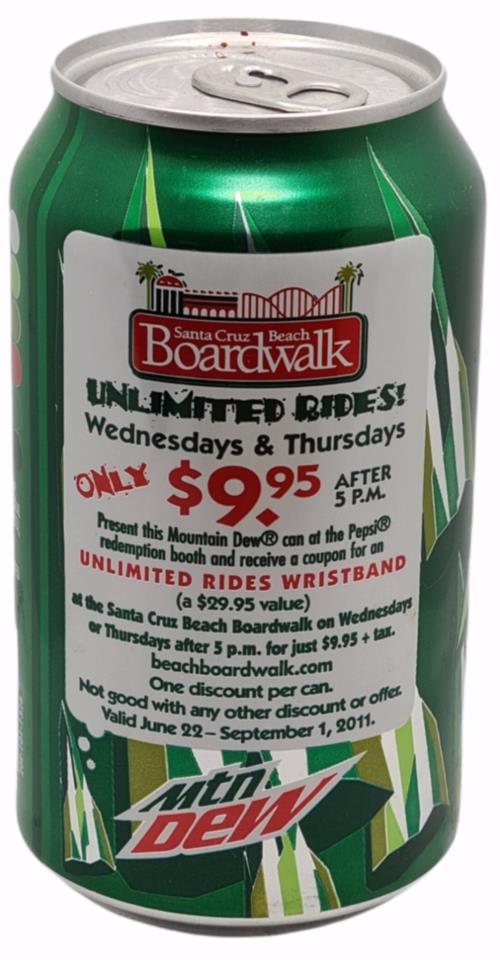 Santa Cruz Beach
Boardwalk
UNLIMITED RIDES!
Wednesdays & Thursdays
ONLY $9.95 AFTER
5 P.M.
Present this Mountain Dew® can at the Pepsi®
redemption booth and receive a coupon for an
UNLIMITED RIDES WRISTBAND
(a $29.95 value)
at the Santa Cruz Beach Boardwalk on Wednesdays
or Thursdays after 5 p.m. for just $9.95 + tax.
beachboardwalk.com
One discount per can.
Not good with any other discount or offer.
Valid June 22 – September 1, 2011.
mtn
DEW